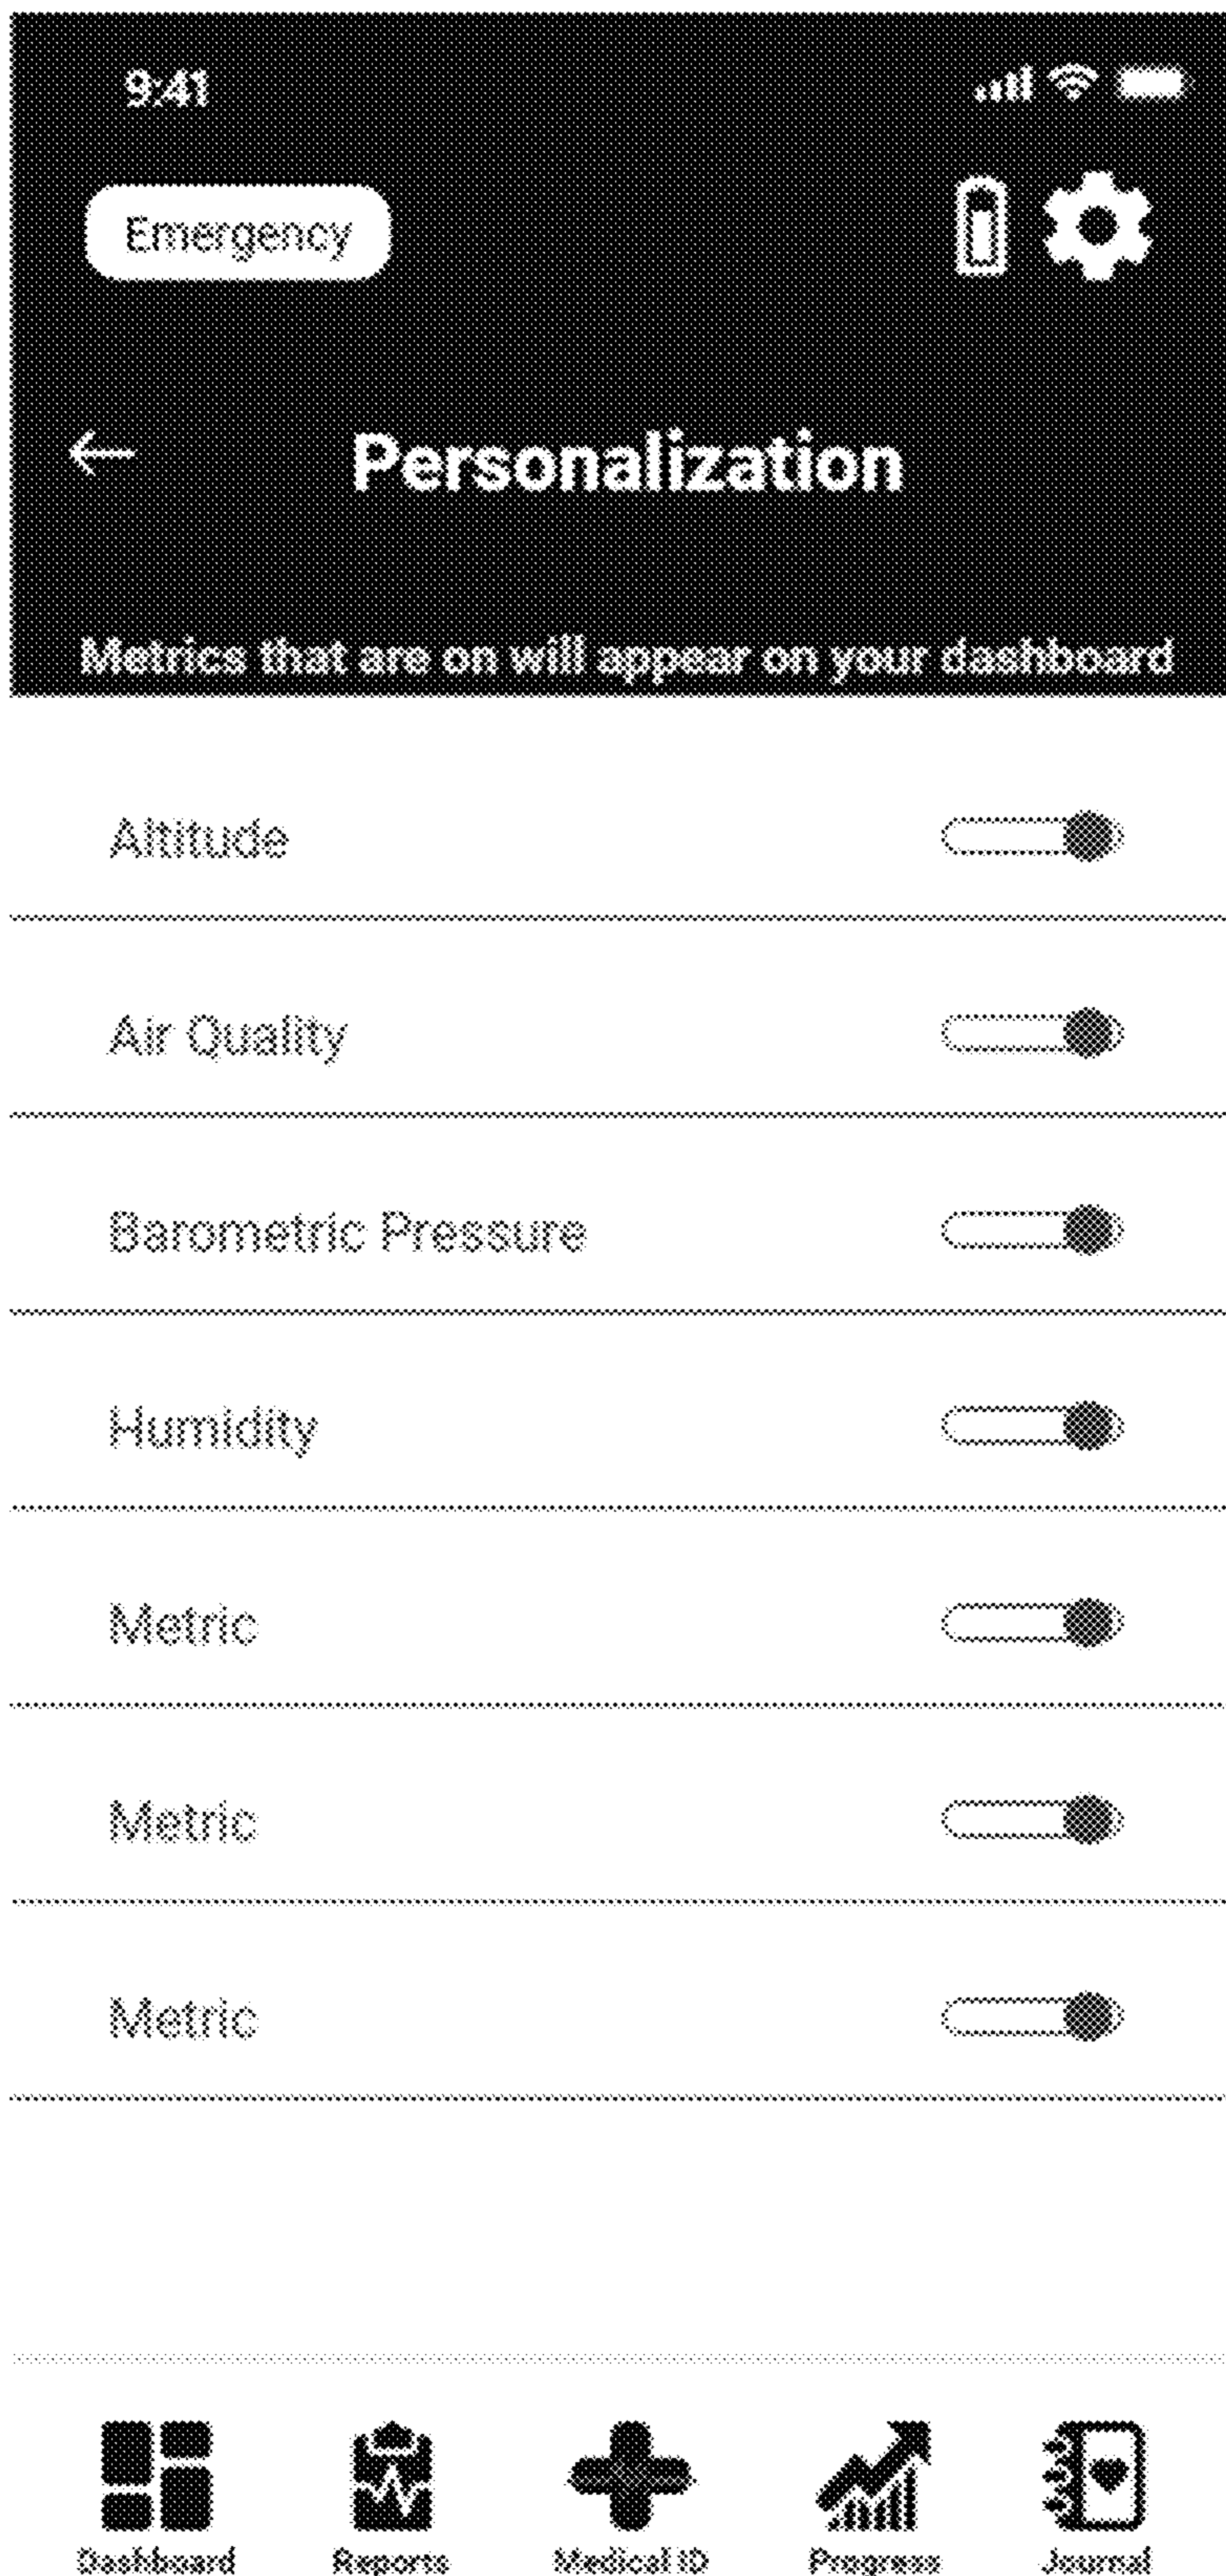 9:41
Emergency
Personalization
Metrics that are on will appear on your dashboard
Altitude
Air Quality
Barometric Pressure
Humidity
Metric
Metric
Metric
Dashboard Reports Medical ID Progress Journal